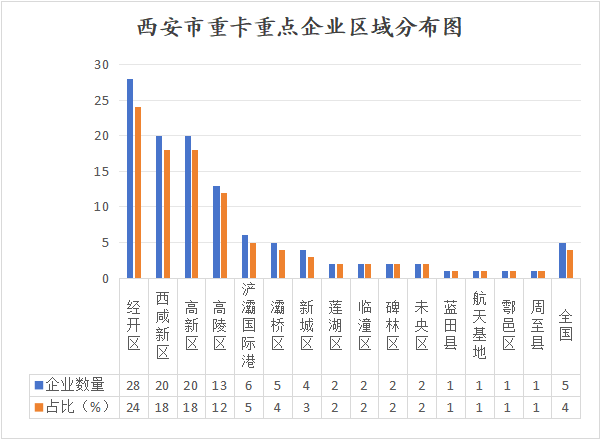 西安市重卡重点企业区域分布图
30
25
20
15
10
5
0
经开区 西咸新区 高新区 高陵区 浐灞国际港 灞桥区 新城区 莲湖区 临潼区 碑林区 未央区 蓝田县 航天基地 鄠邑区 周至县 全国
企业数量 28 20 20 13 6 5 4 2 2 2 2 1 1 1 1 5
占比（%） 24 18 18 12 5 4 3 2 2 2 2 1 1 1 1 4